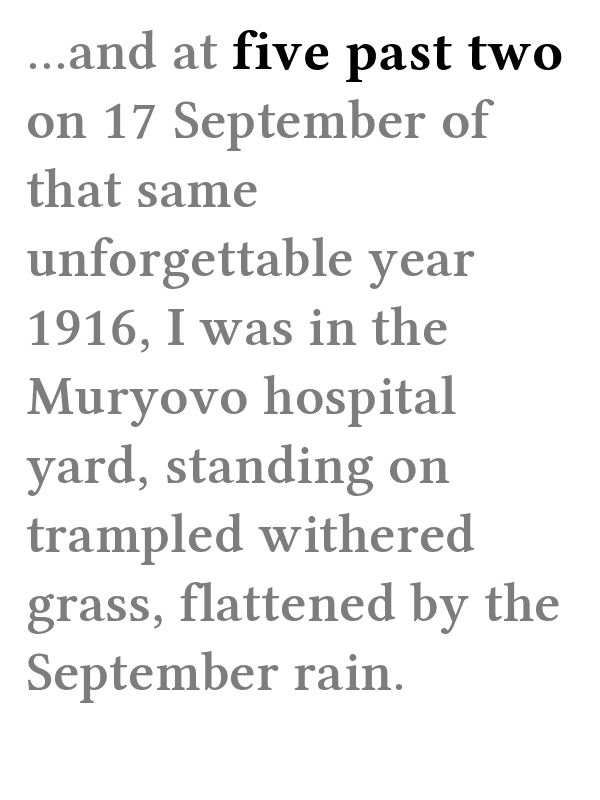 ...and at five past two
on 17 September of
that same
unforgettable year
1916, I was in the
Muryovo hospital
yard, standing on
trampled withered
grass, flattened by the
September rain.